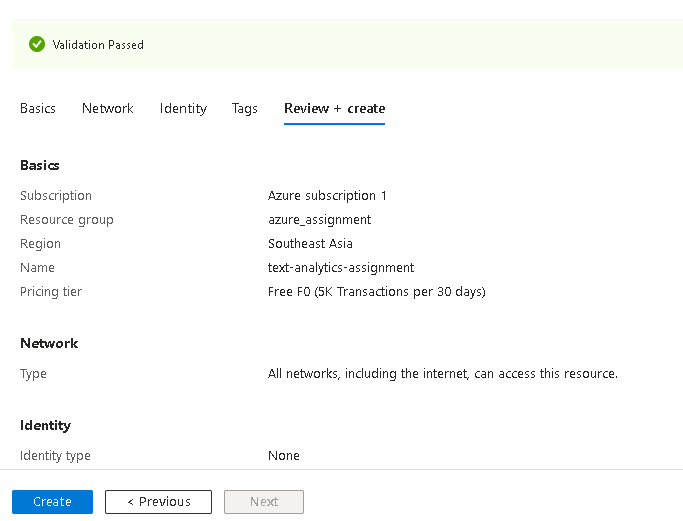 Validation Passed
Basics Network Identity Tags Review + create
Basics
Subscription Azure subscription 1
Resource group azure_assignment
Region Southeast Asia
Name text-analytics-assignment
Pricing tier Free F0 (5K Transactions per 30 days)
Network
Type All networks, including the internet, can access this resource.
Identity
Identity type None
Create < Previous Next